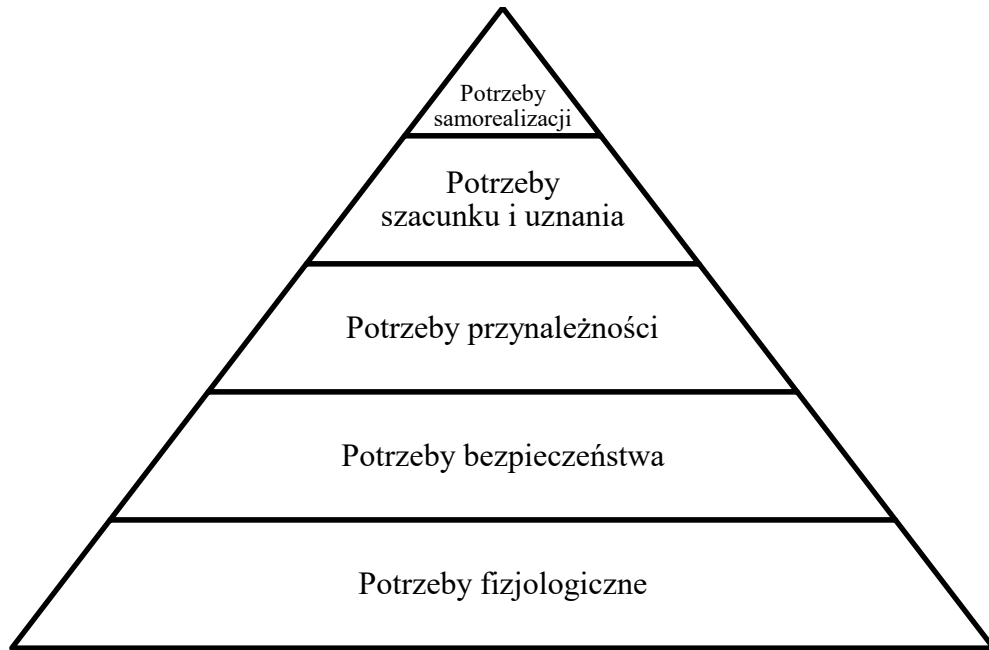 Potrzeby
samorealizacji
Potrzeby
szacunku i uznania
Potrzeby przynależności
Potrzeby bezpieczeństwa
Potrzeby fizjologiczne